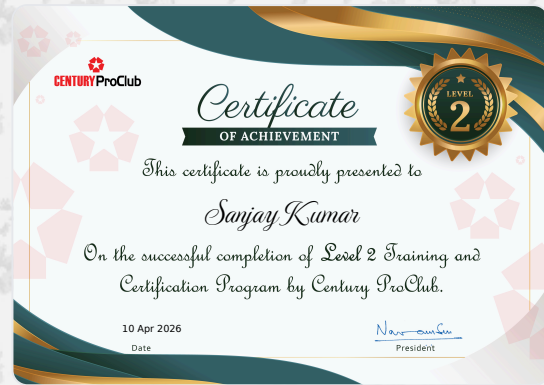 CENTURY ProClub
LEVEL
2
Certificate
OF ACHIEVEMENT
This certificate is proudly presented to
Sanjay Kumar
On the successful completion of Level 2 Training and
Certification Program by Century ProClub.
10 Apr 2026
Date
President